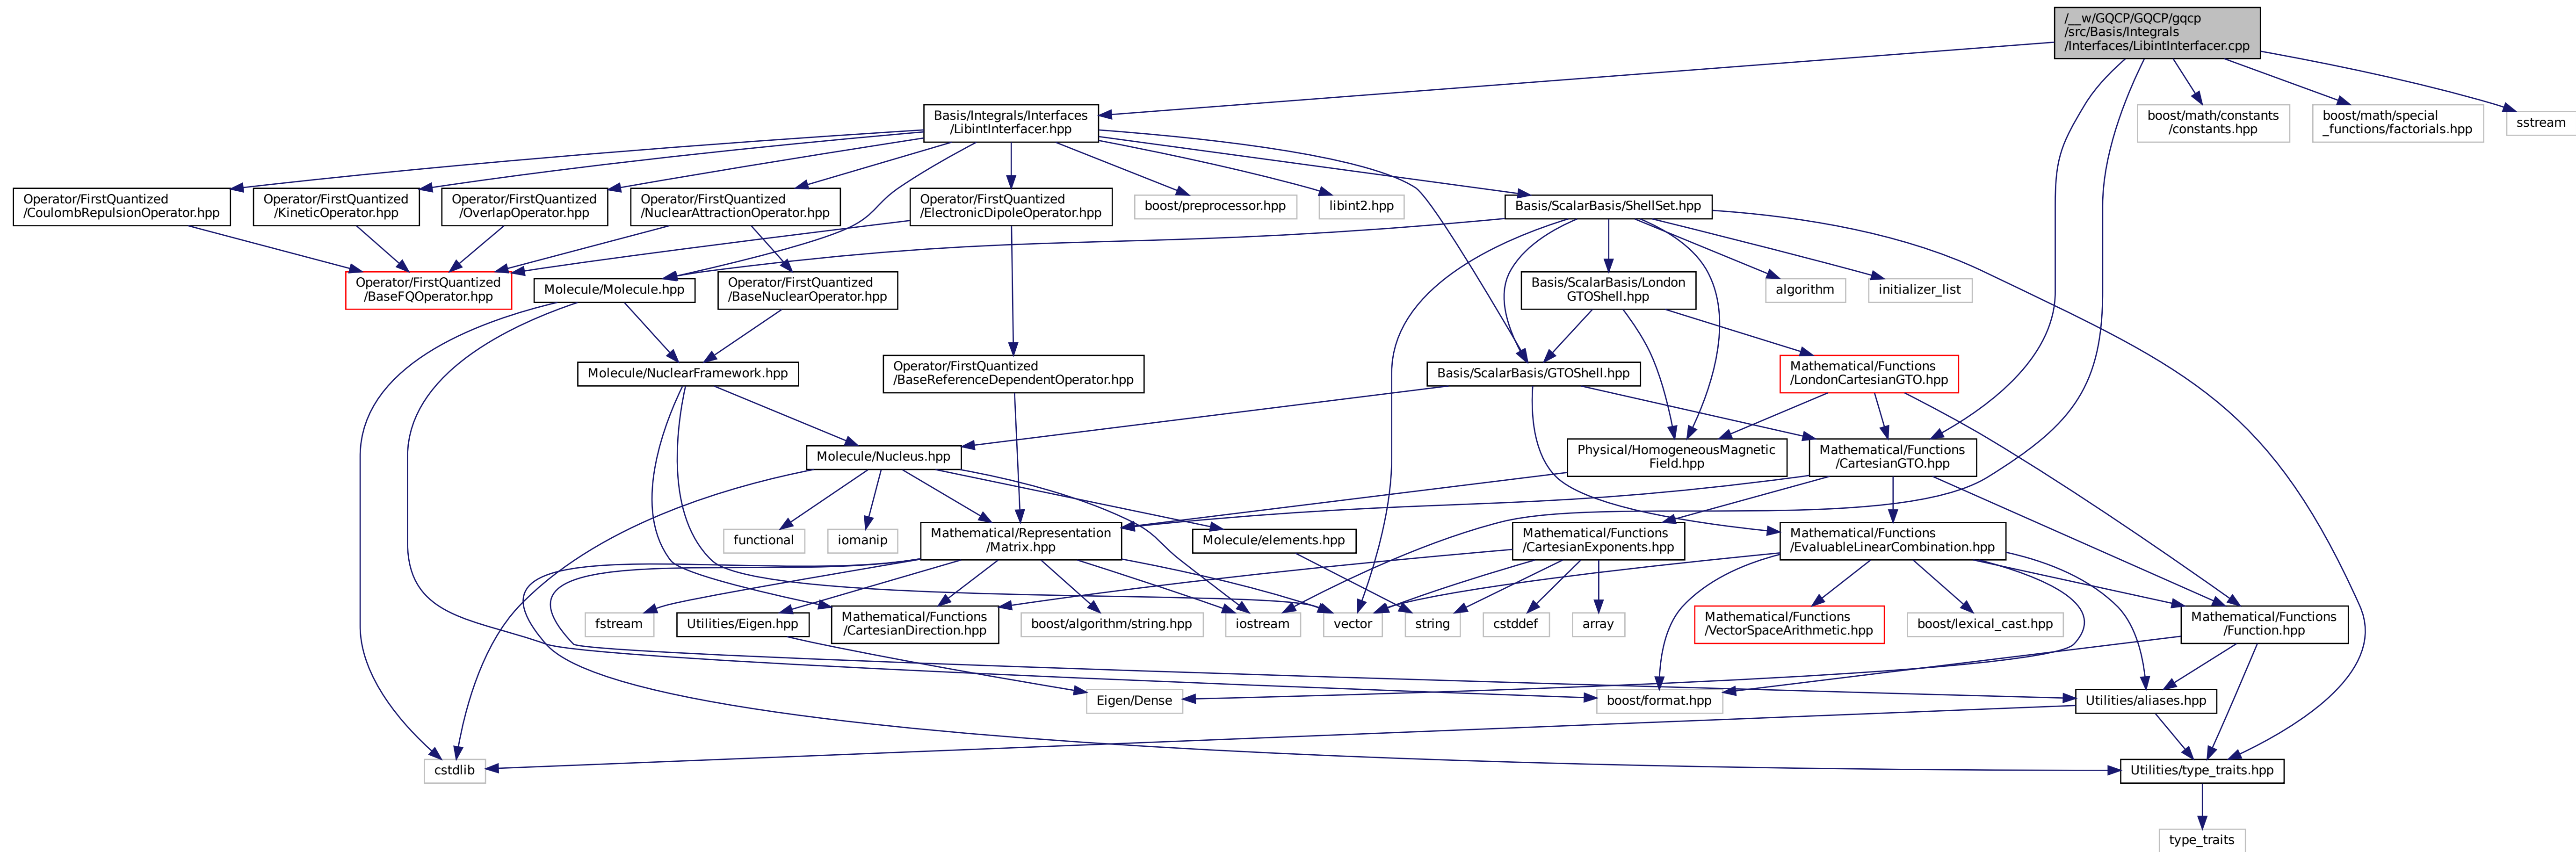 /__w/GQCP/GQCP/gqcp
/src/Basis/Integrals
/Interfaces/LibintInterfacer.cpp
Basis/Integrals/Interfaces
/LibintInterfacer.hpp
boost/math/constants
/constants.hpp
boost/math/special
_functions/factorials.hpp
sstream
Operator/FirstQuantized
/CoulombRepulsionOperator.hpp
Operator/FirstQuantized
/KineticOperator.hpp
Operator/FirstQuantized
/OverlapOperator.hpp
Operator/FirstQuantized
/NuclearAttractionOperator.hpp
Operator/FirstQuantized
/ElectronicDipoleOperator.hpp
boost/preprocessor.hpp
libint2.hpp
Basis/ScalarBasis/ShellSet.hpp
Operator/FirstQuantized
/BaseFQOperator.hpp
Molecule/Molecule.hpp
Operator/FirstQuantized
/BaseNuclearOperator.hpp
Basis/ScalarBasis/London
GTOShell.hpp
algorithm
initializer_list
Molecule/NuclearFramework.hpp
Operator/FirstQuantized
/BaseReferenceDependentOperator.hpp
Basis/ScalarBasis/GTOShell.hpp
Mathematical/Functions
/LondonCartesianGTO.hpp
Molecule/Nucleus.hpp
Physical/HomogeneousMagnetic
Field.hpp
Mathematical/Functions
/CartesianGTO.hpp
functional
iomanip
Mathematical/Representation
/Matrix.hpp
Molecule/elements.hpp
Mathematical/Functions
/CartesianExponents.hpp
Mathematical/Functions
/EvaluableLinearCombination.hpp
fstream
Utilities/Eigen.hpp
Mathematical/Functions
/CartesianDirection.hpp
boost/algorithm/string.hpp
iostream
vector
string
cstddef
array
Mathematical/Functions
/VectorSpaceArithmetic.hpp
boost/lexical_cast.hpp
Mathematical/Functions
/Function.hpp
Eigen/Dense
boost/format.hpp
Utilities/aliases.hpp
cstdlib
Utilities/type_traits.hpp
type_traits